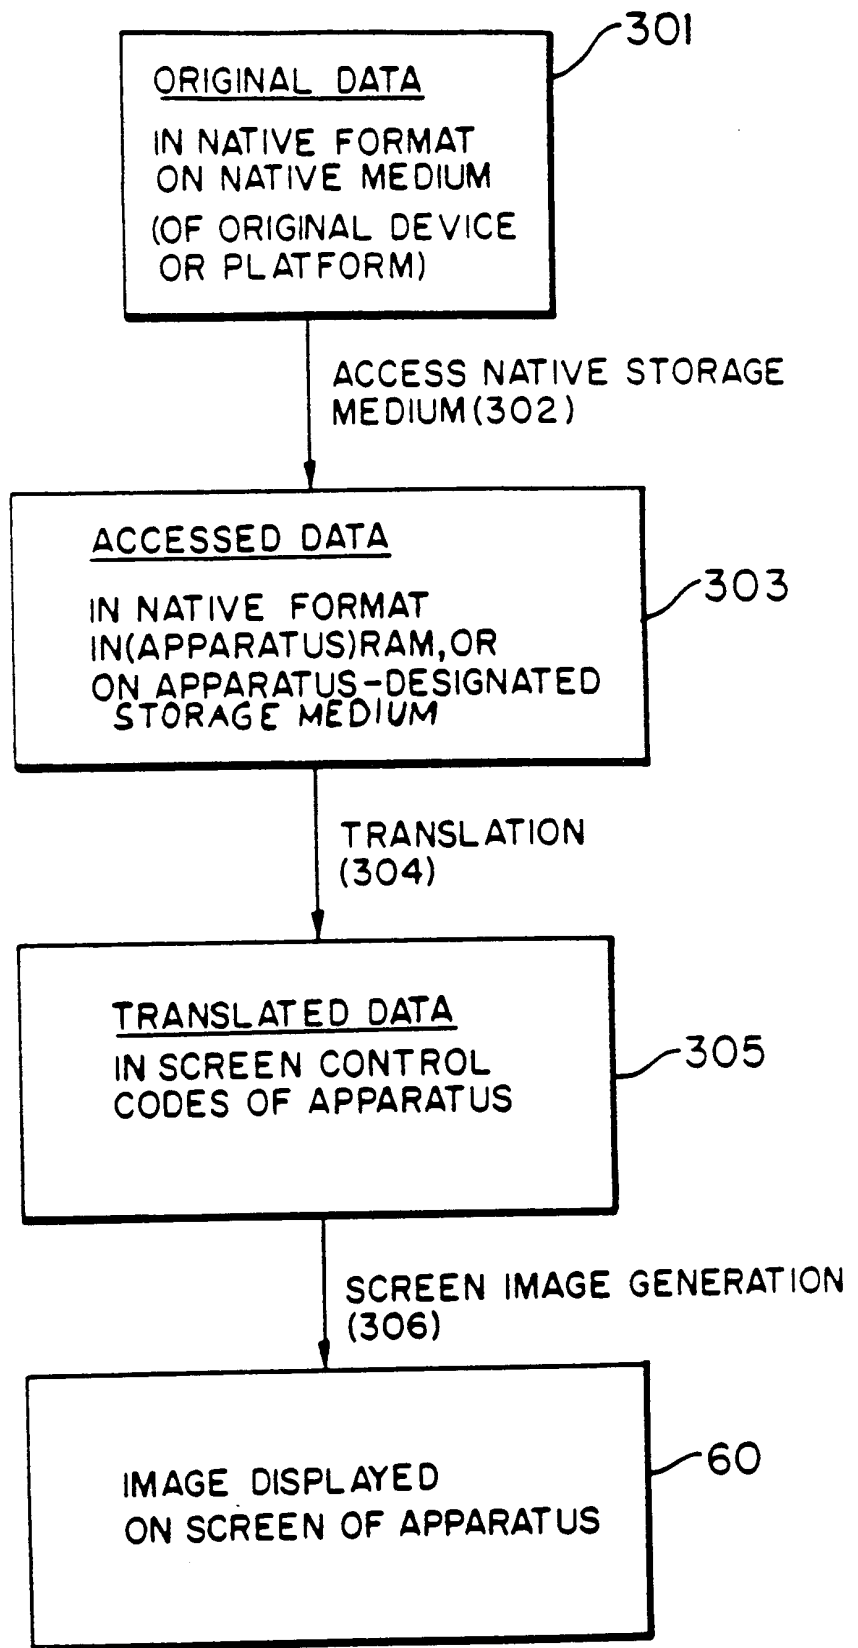 301
ORIGINAL DATA
IN NATIVE FORMAT
ON NATIVE MEDIUM
(OF ORIGINAL DEVICE
OR PLATFORM)
ACCESS NATIVE STORAGE
MEDIUM(302)
303
ACCESSED DATA
IN NATIVE FORMAT
IN(APPARATUS)RAM,OR
ON APPARATUS-DESIGNATED
STORAGE MEDIUM
TRANSLATION
(304)
305
TRANSLATED DATA
IN SCREEN CONTROL
CODES OF APPARATUS
SCREEN IMAGE GENERATION
(306)
60
IMAGE DISPLAYED
ON SCREEN OF APPARATUS